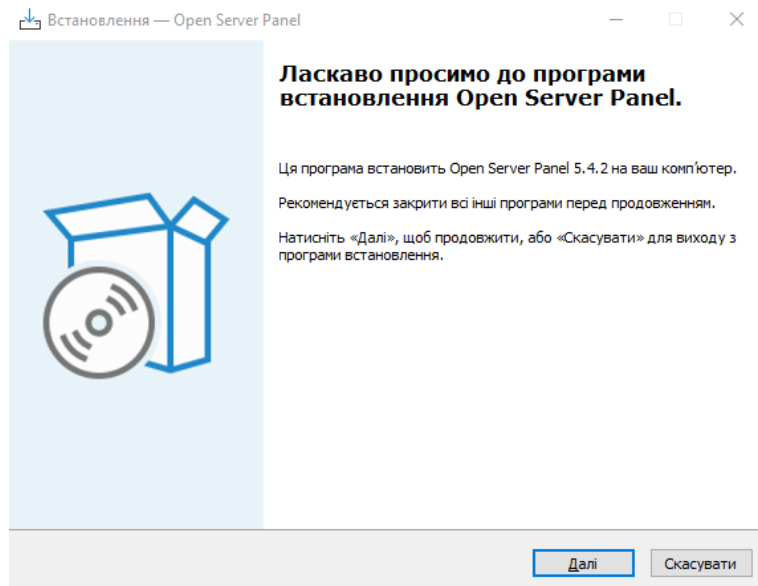 Встановлення — Open Server Panel
Ласкаво просимо до програми
встановлення Open Server Panel.
Ця програма встановить Open Server Panel 5.4.2 на ваш комп'ютер.
Рекомендується закрити всі інші програми перед продовженням.
Натисніть «Далі», щоб продовжити, або «Скасувати» для виходу з
програми встановлення.
Далі
Скасувати